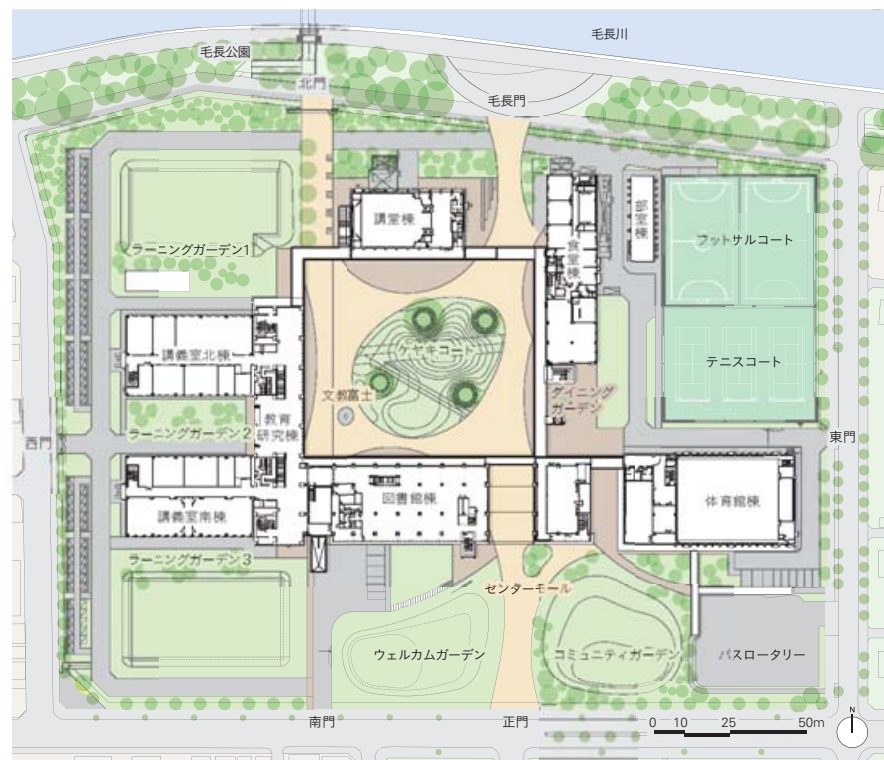 毛長川
毛長公園
北門
毛長門
講堂棟
食堂棟
部室棟
フットサルコート
ラーニングガーデン1
ケヤキコート
講義室北棟
テニスコート
文教富士
ダイニング
ガーデン
教育
研究棟
ラーニングガーデン2
西門
東門
図書館棟
体育館棟
講義室南棟
ラーニングガーデン3
センターモール
ウェルカムガーデン
コミュニティガーデン
バスロータリー
南門
正門
0 10 25 50m
N